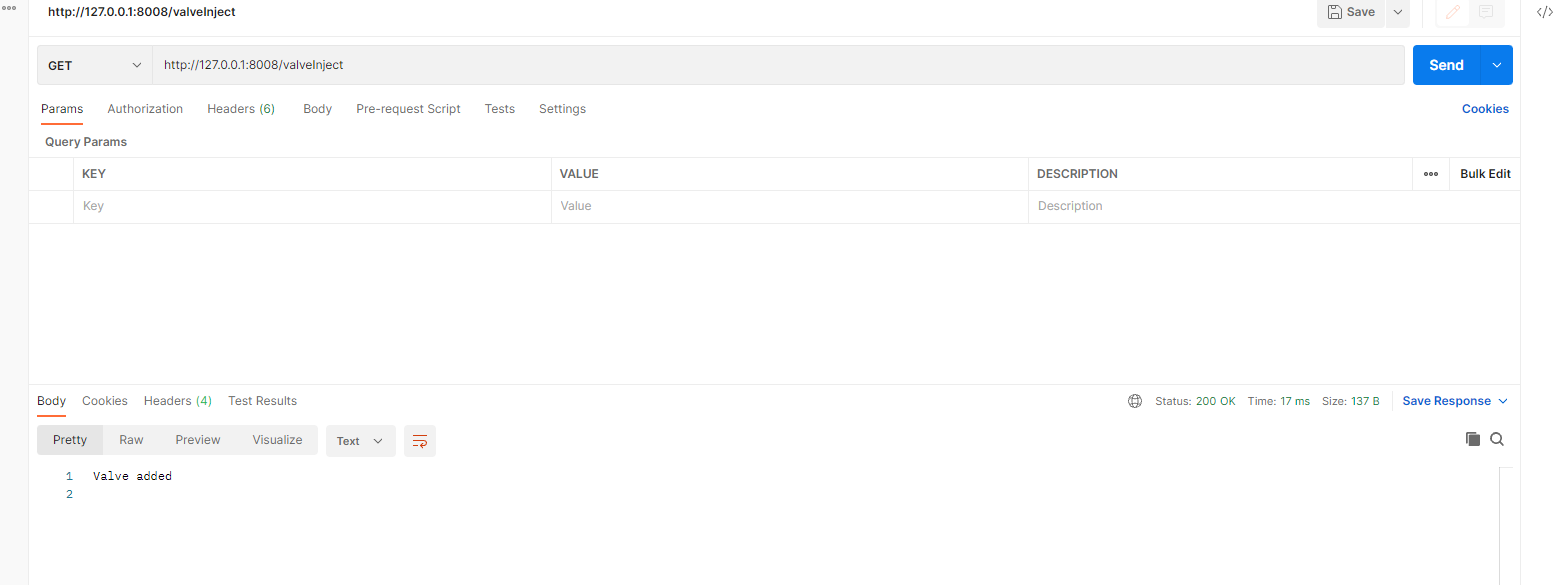 http://127.0.0.1:8008/valveInject
Save
</>
GET
http://127.0.0.1:8008/valveInject
Send
Params Authorization Headers (6) Body Pre-request Script Tests Settings Cookies
Query Params
KEY VALUE DESCRIPTION Bulk Edit
Key Value Description
Body Cookies Headers (4) Test Results Status: 200 OK Time: 17 ms Size: 137 B Save Response
Pretty Raw Preview Visualize Text
1 Valve added
2